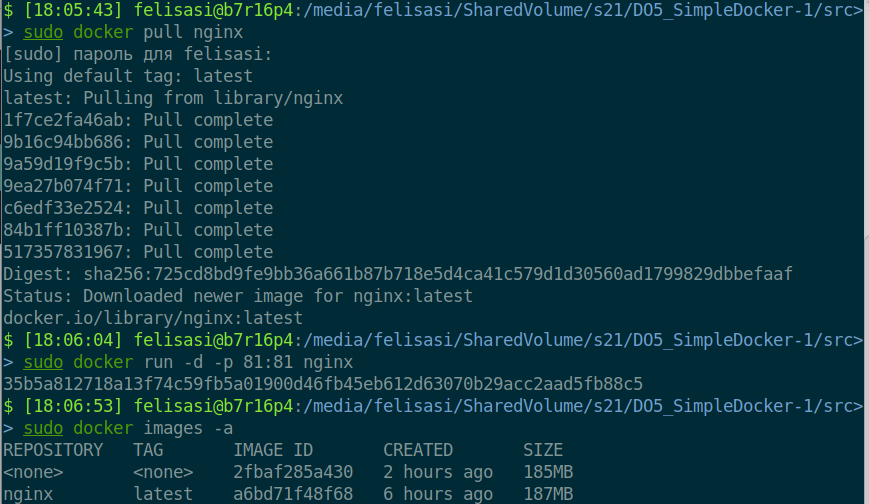 $ [18:05:43] felisasi@b7r16p4:/media/felisasi/SharedVolume/s21/DO5_SimpleDocker-1/src>
> sudo docker pull nginx
[sudo] пароль для felisasi:
Using default tag: latest
latest: Pulling from library/nginx
1f7ce2fa46ab: Pull complete
9b16c94bb686: Pull complete
9a59d19f9c5b: Pull complete
9ea27b074f71: Pull complete
c6edf33e2524: Pull complete
84b1ff10387b: Pull complete
517357831967: Pull complete
Digest: sha256:725cd8bd9fe9bb36a661b87b718e5d4ca41c579d1d30560ad1799829dbbefaaf
Status: Downloaded newer image for nginx:latest
docker.io/library/nginx:latest
$ [18:06:04] felisasi@b7r16p4:/media/felisasi/SharedVolume/s21/DO5_SimpleDocker-1/src>
> sudo docker run -d -p 81:81 nginx
35b5a812718a13f74c59fb5a01900d46fb45eb612d63070b29acc2aad5fb88c5
$ [18:06:53] felisasi@b7r16p4:/media/felisasi/SharedVolume/s21/DO5_SimpleDocker-1/src>
> sudo docker images -a
REPOSITORY TAG IMAGE ID CREATED SIZE
<none> <none> 2fbaf285a430 2 hours ago 185MB
nginx latest a6bd71f48f68 6 hours ago 187MB